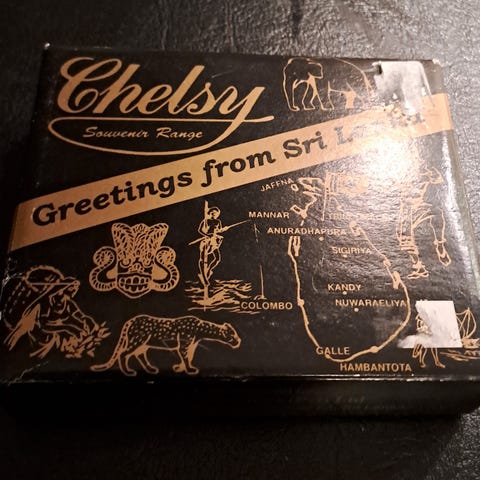 Chelsy
Souvenir Range
Greetings from Sri
JAFFNA
MANNAR
ANURADHAPURA
SIGIRIYA
KANDY
COLOMBO
NUWARAELIYA
GALLE
HAMBANTOTA